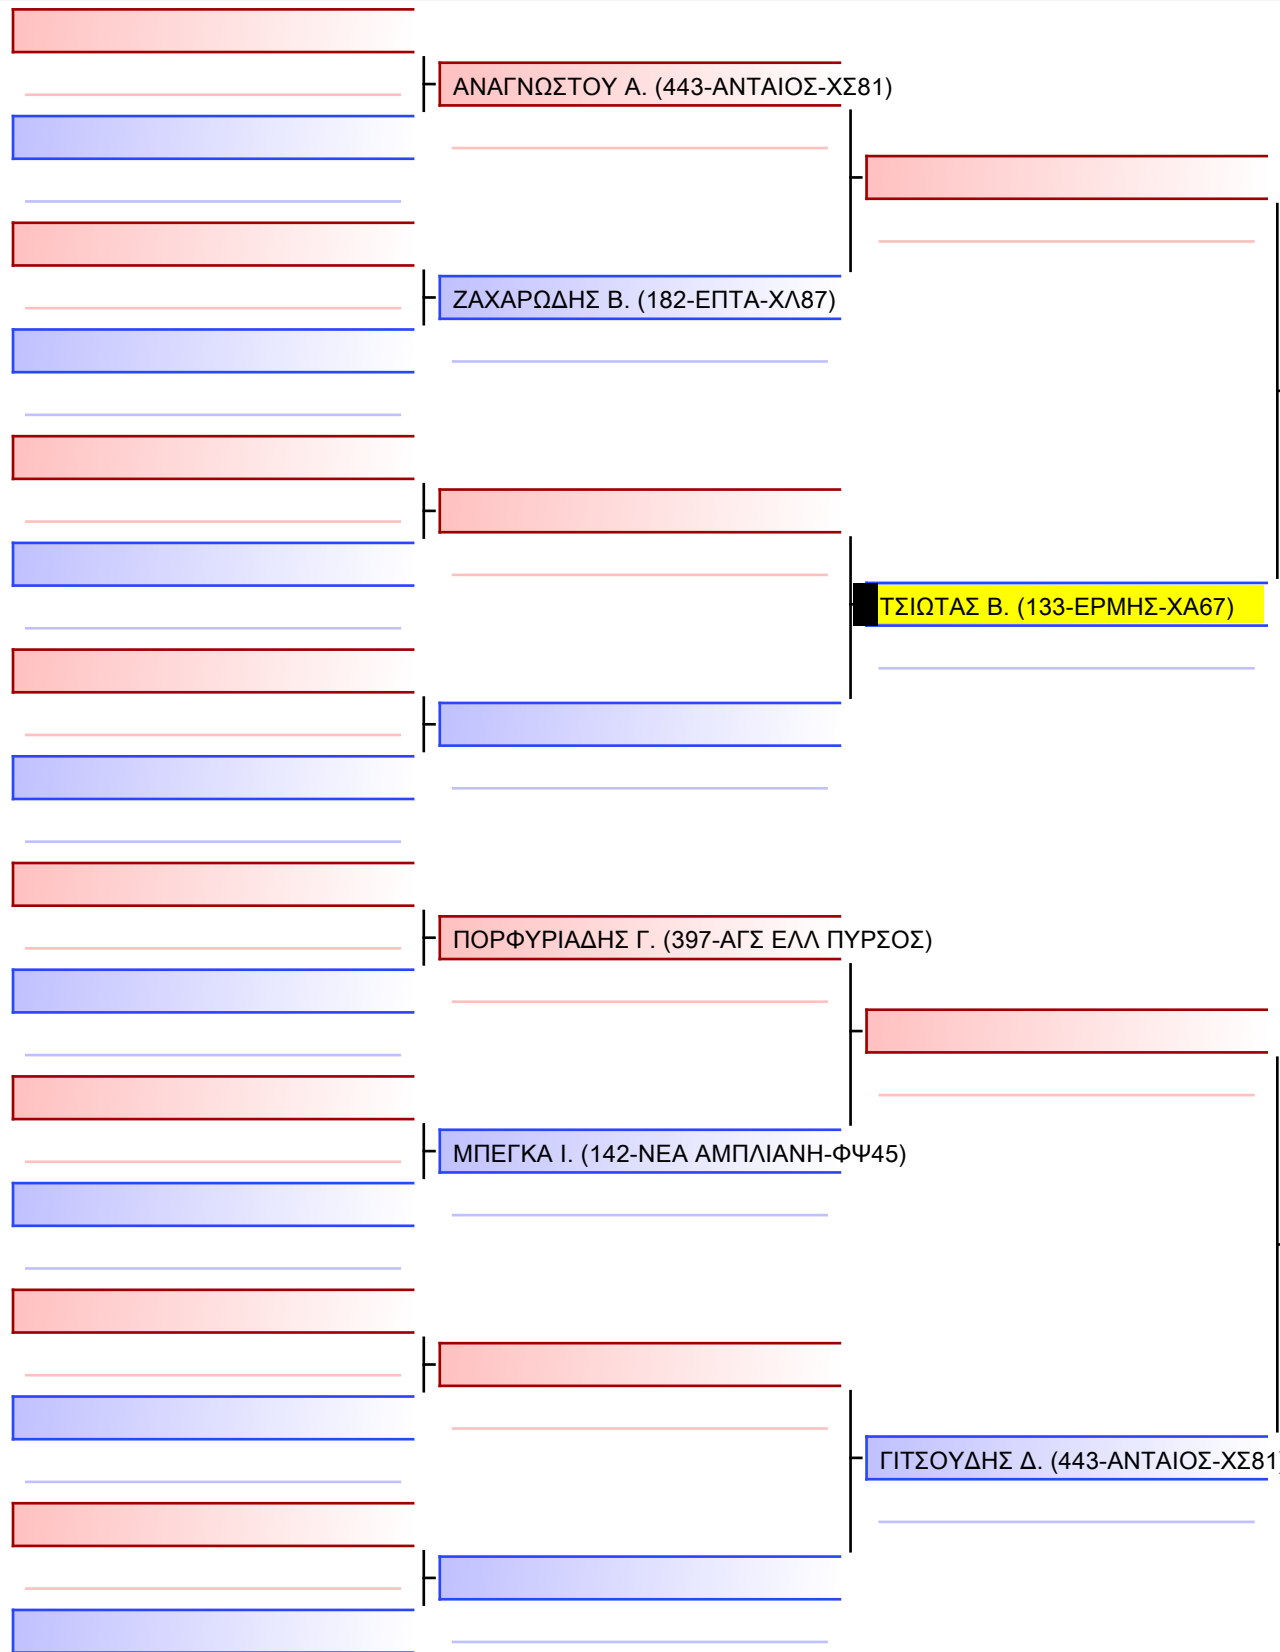 ΑΝΑΓΝΩΣΤΟΥ Α. (443-ΑΝΤΑΙΟΣ-ΧΣ81)
ΖΑΧΑΡΩΔΗΣ Β. (182-ΕΠΤΑ-ΧΛ87)
ΤΣΙΩΤΑΣ Β. (133-ΕΡΜΗΣ-ΧΑ67)
ΠΟΡΦΥΡΙΑΔΗΣ Γ. (397-ΑΓΣ ΕΛΛ ΠΥΡΣΟΣ)
ΜΠΕΓΚΑ Ι. (142-ΝΕΑ ΑΜΠΛΙΑΝΗ-ΦΨ45)
ΓΙΤΣΟΥΔΗΣ Δ. (443-ΑΝΤΑΙΟΣ-ΧΣ81)